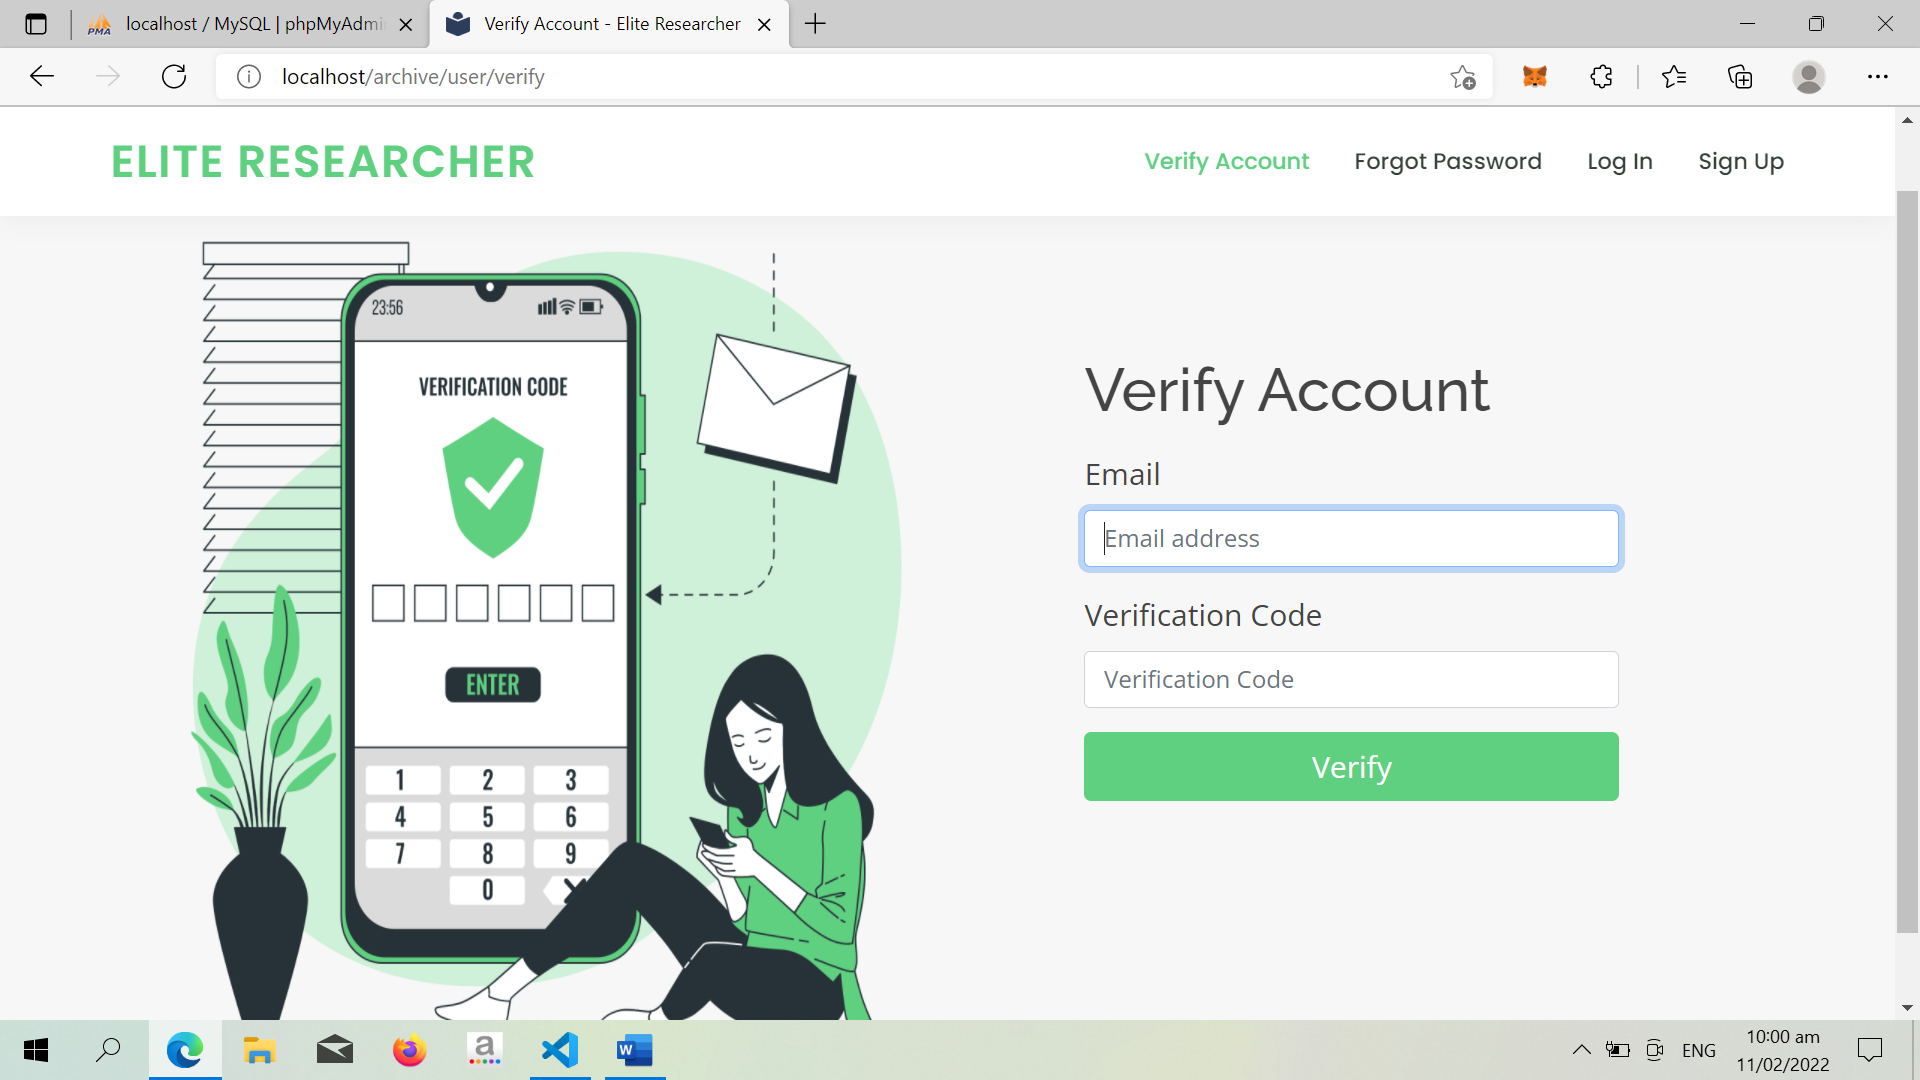 localhost / MySQL | phpMyAdmi
Verify Account - Elite Researcher
localhost/archive/user/verify
ELITE RESEARCHER
Verify Account
Forgot Password
Log In
Sign Up
23:56
VERIFICATION CODE
ENTER
1 2 3
4 5 6
7 8 9
0
Verify Account
Email
Email address
Verification Code
Verification Code
Verify
ENG
10:00 am
11/02/2022